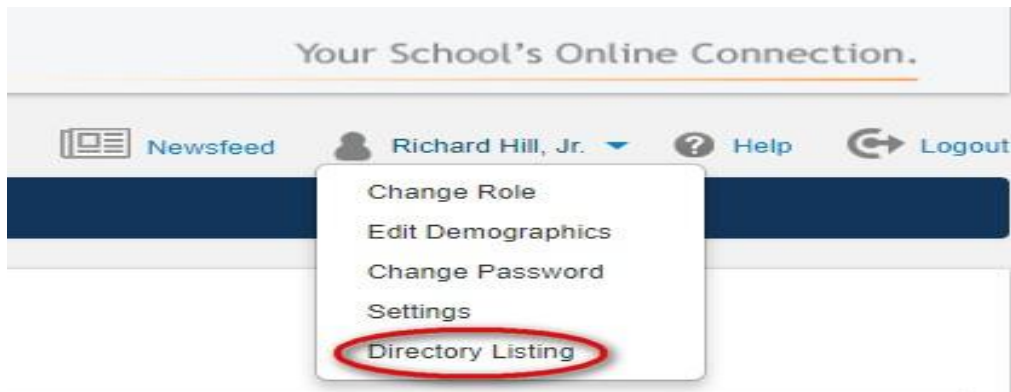 Your School's Online Connection.
Newsfeed Richard Hill, Jr. Help Logout
Change Role
Edit Demographics
Change Password
Settings
Directory Listing